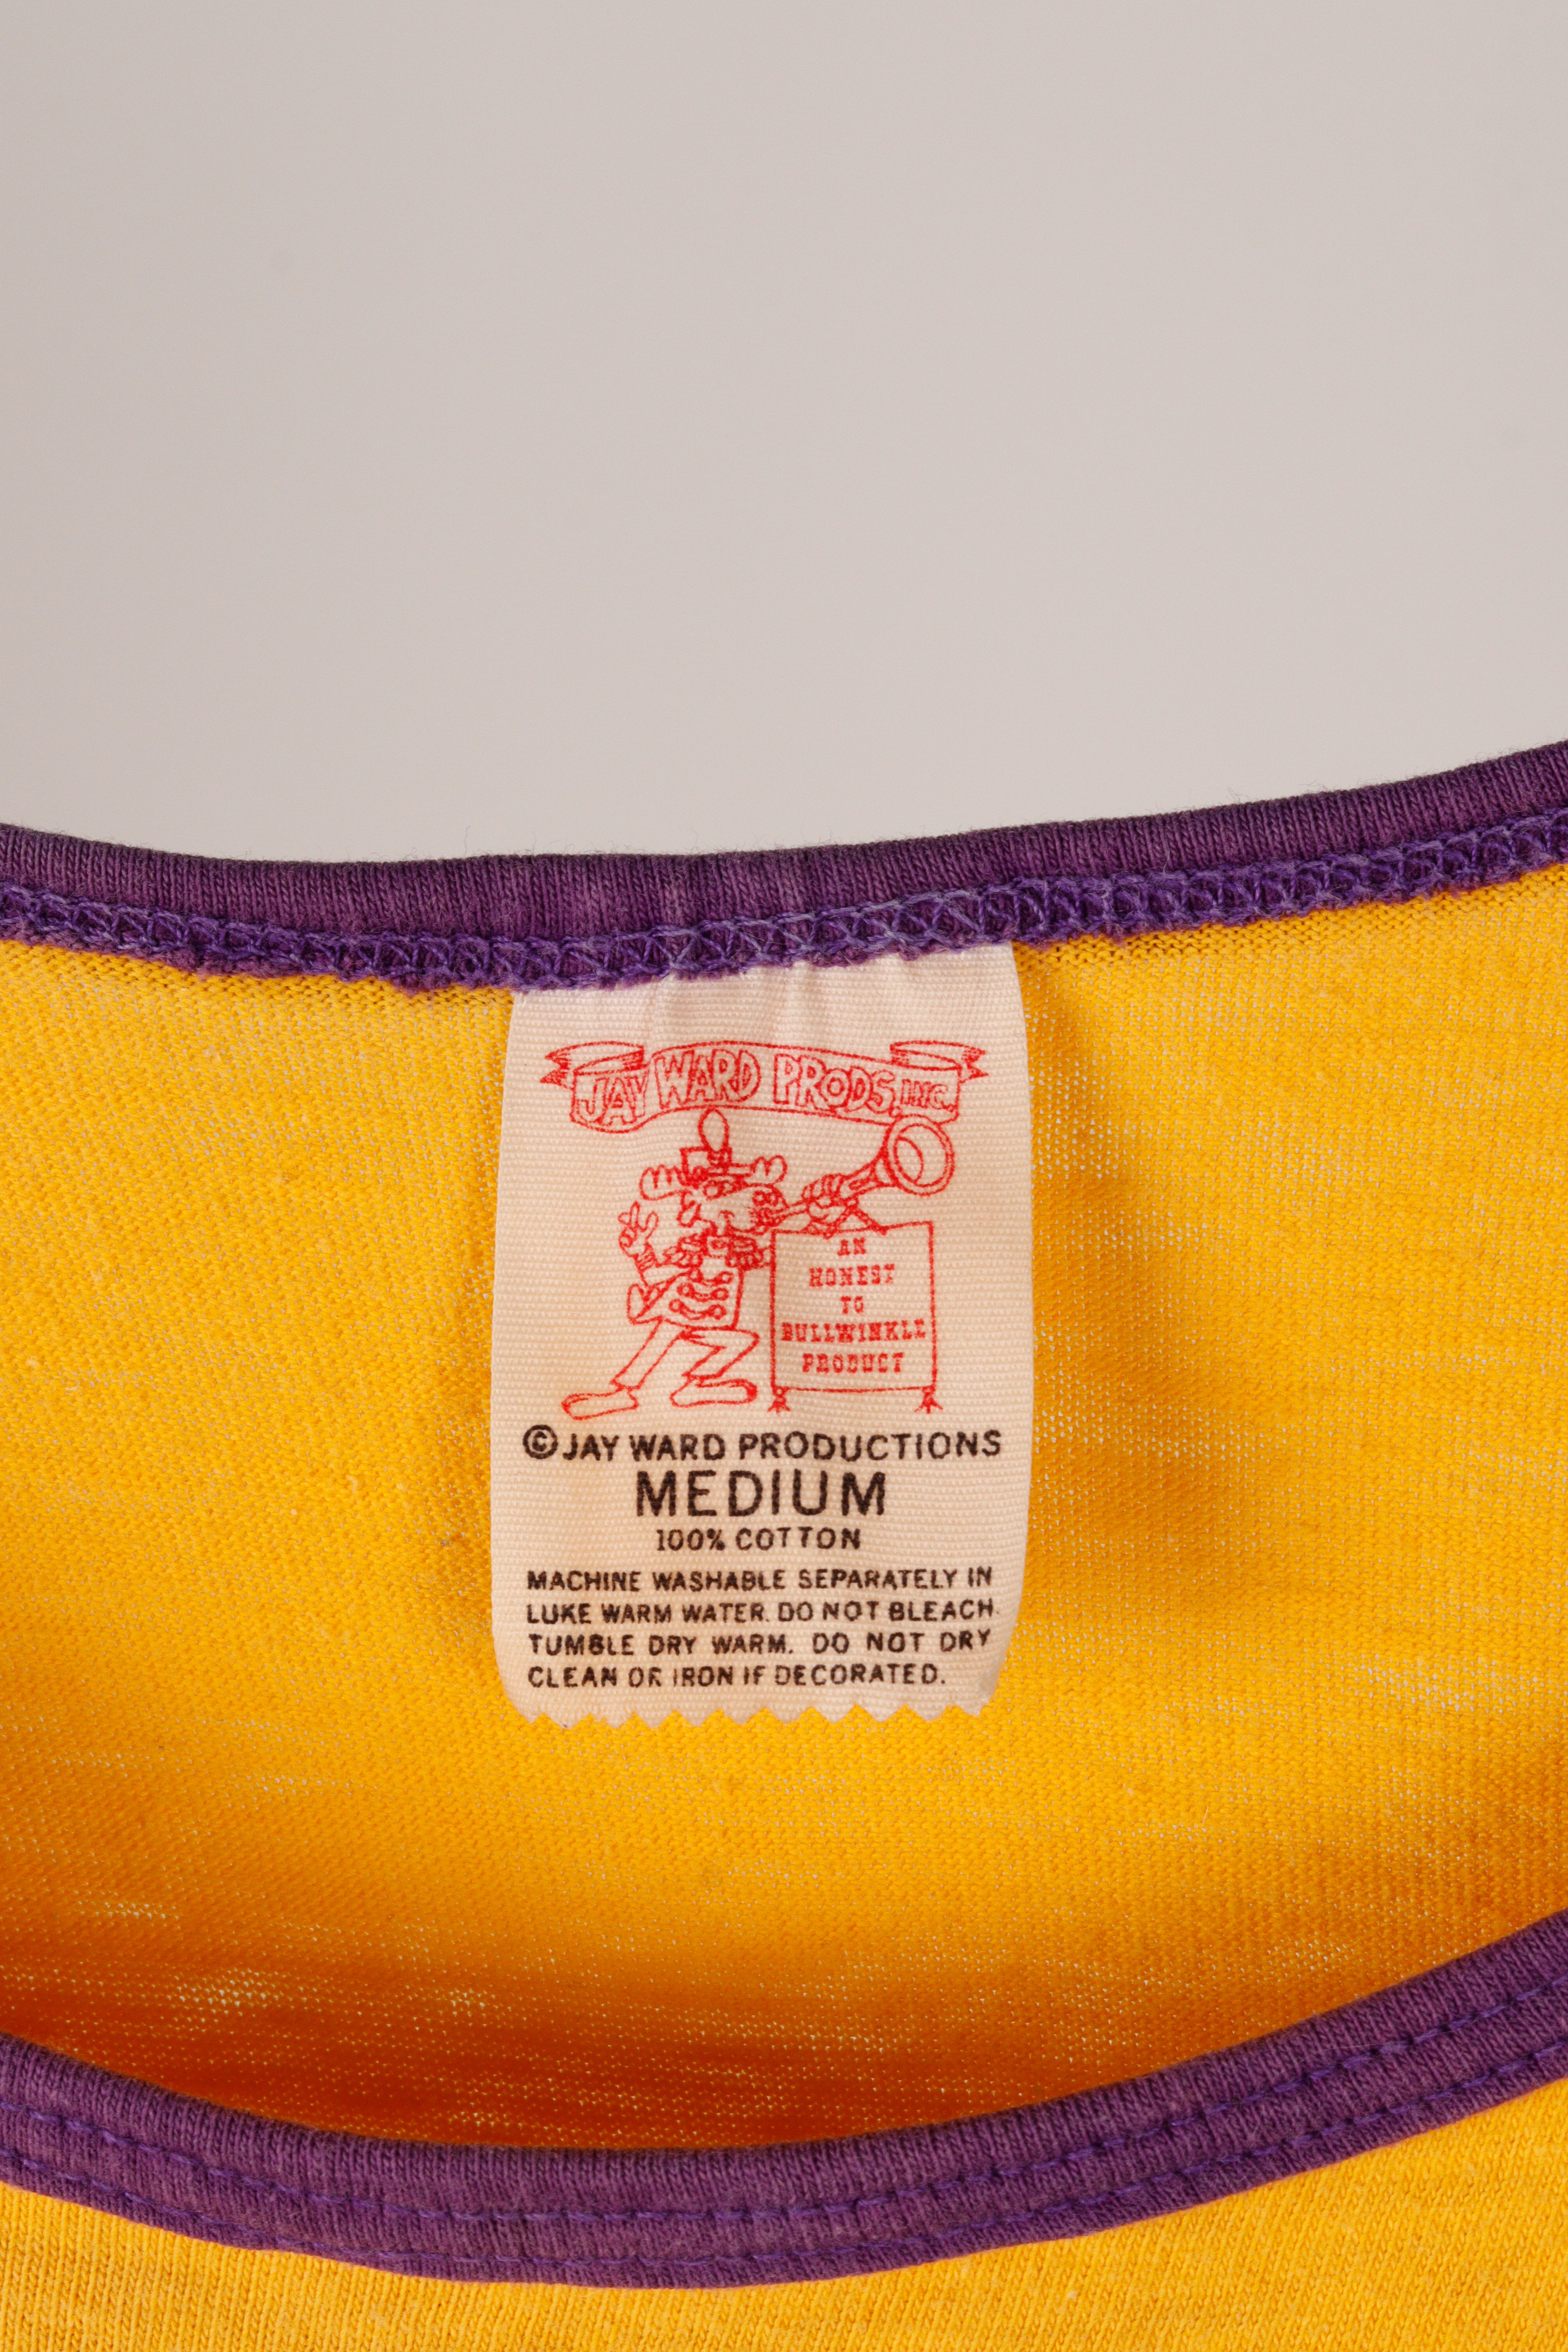 JAY WARD PRODS, INC.
AN
HONEST
TO
BULLWINKLE
PRODUCT
©JAY WARD PRODUCTIONS
MEDIUM
100% COTTON
MACHINE WASHABLE SEPARATELY IN
LUKE WARM WATER. DO NOT BLEACH.
TUMBLE DRY WARM. DO NOT DRY
CLEAN OR IRON IF DECORATED.